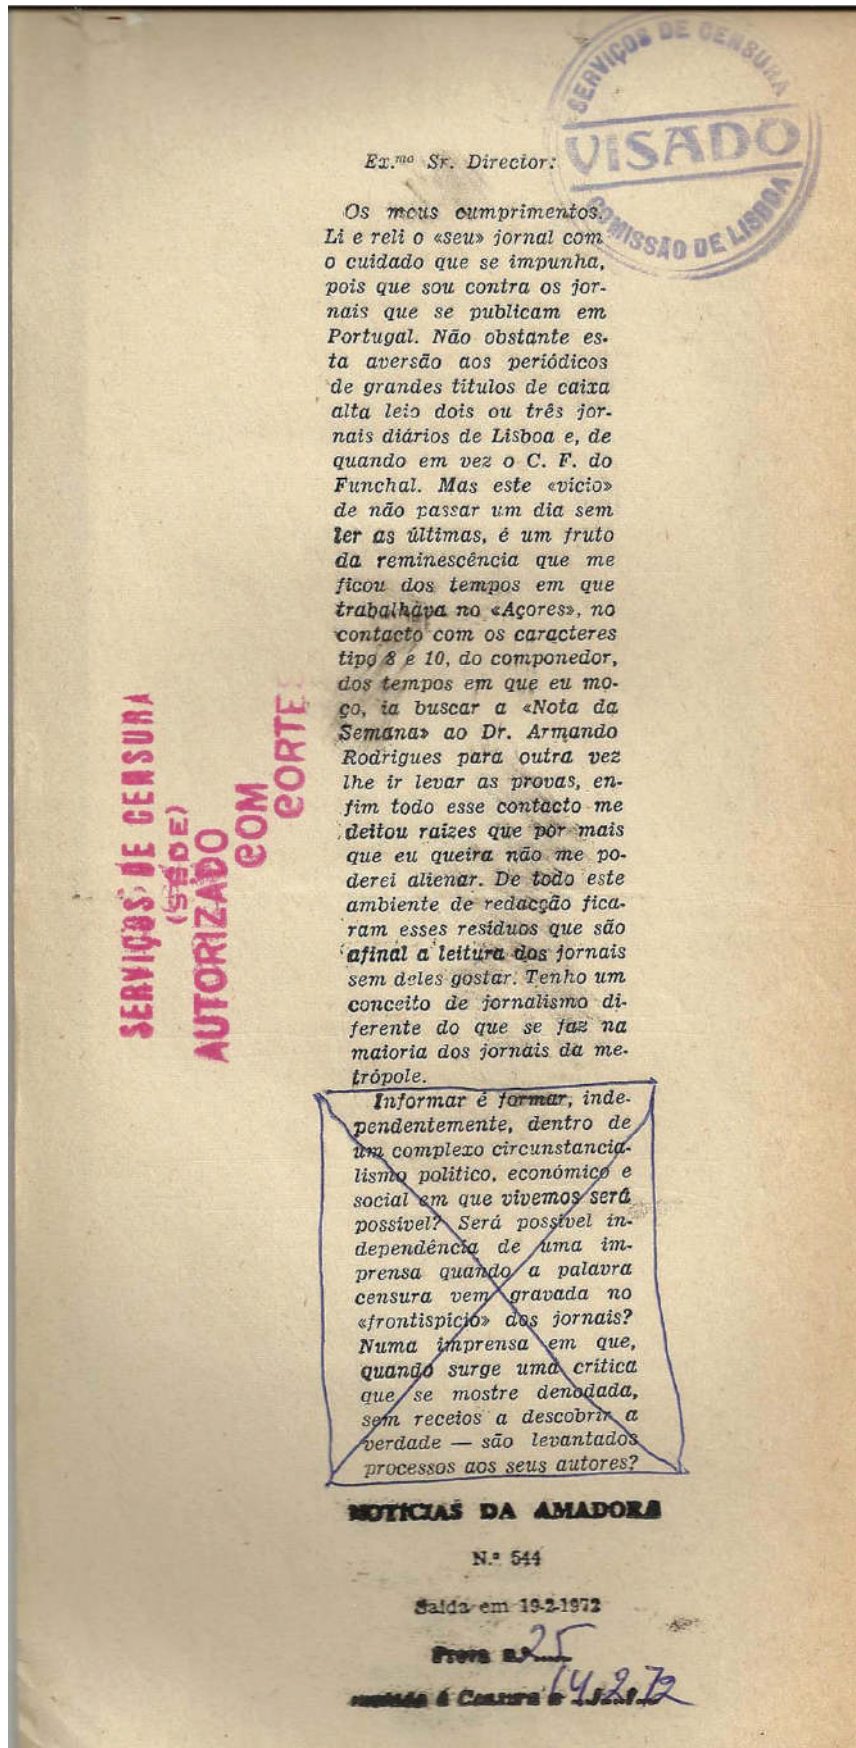 SERVIÇOS DE CENSURA
VISADO
COMISSÃO DE LISBOA
Ex.mo Sr. Director:
Os meus cumprimentos.
Li e reli o «seu» jornal com
o cuidado que se impunha,
pois que sou contra os jor-
nais que se publicam em
Portugal. Não obstante es-
ta aversão aos periódicos
de grandes titulos de caixa
alta leio dois ou três jor-
nais diários de Lisboa e, de
quando em vez o C. F. do
Funchal. Mas este «vicio»
de não passar um dia sem
ler as últimas, é um fruto
da reminescência que me
ficou dos tempos em que
trabalhava no «Açores», no
contacto com os caracteres
tipo 8 e 10, do componedor,
dos tempos em que eu mo-
ço, ia buscar a «Nota da
Semana» ao Dr. Armando
Rodrigues para outra vez
lhe ir levar as provas, en-
fim todo esse contacto me
deitou raizes que por mais
que eu queira não me po-
derei alienar. De todo este
ambiente de redacção fica-
ram esses resíduos que são
afinal a leitura dos jornais
sem deles gostar. Tenho um
conceito de jornalismo di-
ferente do que se faz na
maioria dos jornais da me-
trópole.
Informar é formar, inde-
pendentemente, dentro de
um complexo circunstancia-
lismo politico, económico e
social em que vivemos será
possivel? Será possível in-
dependência de uma im-
prensa quando a palavra
censura vem gravada no
«frontispicio» dos jornais?
Numa imprensa em que,
quando surge uma critica
que se mostre denodada,
sem receios a descobrir a
verdade — são levantados
processos aos seus autores?
SERVIÇOS DE CENSURA
(SEDE)
AUTORIZADO
COM
CORTES
NOTÍCIAS DA AMADORA
N.º 544
Saída em 19-2-1972
Prova n.º 25
à Censura 14.2.72